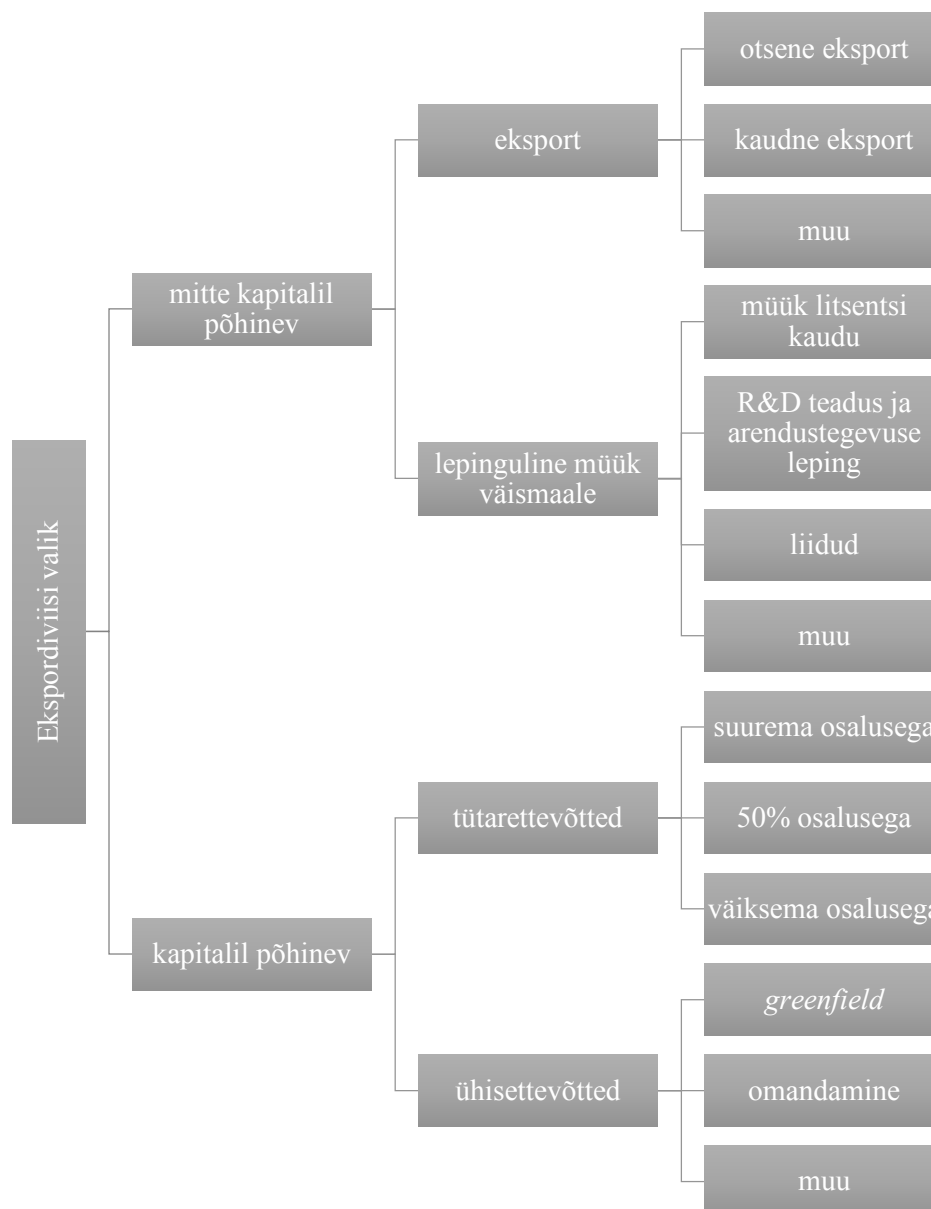 Ekspordiviisi valik
mitte kapitalil
põhinev
eksport
otsene eksport
kaudne eksport
muu
lepinguline müük
väismaale
müük litsentsi
kaudu
R&D teadus ja
arendustegevuse
leping
liidud
muu
kapitalil põhinev
tütarettevõtted
suurema osalusega
50% osalusega
väiksema osalusega
ühisettevõtted
greenfield
omandamine
muu